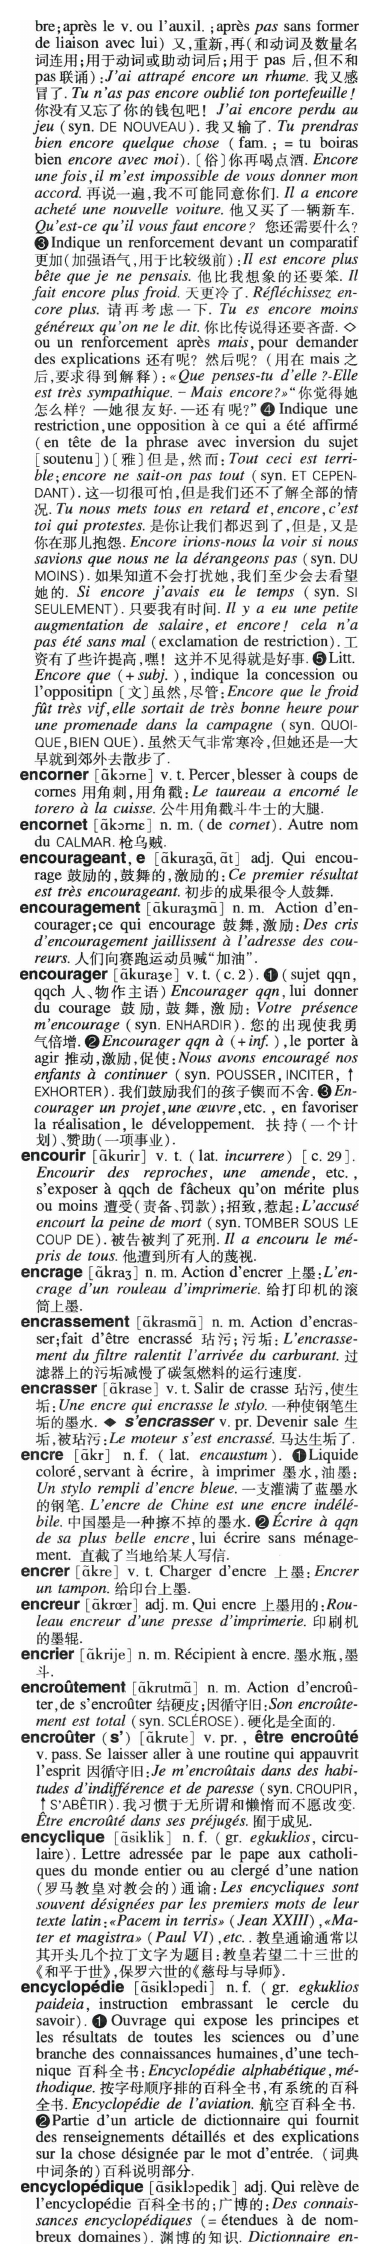 bre;après le v. ou l'auxil. ;après pas sans former
de liaison avec lui) 又,重新,再(和动词及数量名
词连用;用于动词或助动词后;用于 pas 后,但不和
pas 联诵):J'ai attrapé encore un rhume. 我又感
冒了. Tu n'as pas encore oublié ton portefeuille!
你没有又忘了你的钱包吧! J'ai encore perdu au
jeu (syn. DE NOUVEAU). 我又输了. Tu prendras
bien encore quelque chose (fam. ; = tu boiras
bien encore avec moi). [俗]你再喝点酒. Encore
une fois,il m'est impossible de vous donner mon
accord. 再说一遍,我不可能同意你们. Il a encore
acheté une nouvelle voiture. 他又买了一辆新车.
Qu'est-ce qu'il vous faut encore? 您还需要什么?
❸Indique un renforcement devant un comparatif
更加(加强语气,用于比较级前):Il est encore plus
bête que je ne pensais. 他比我想象的还要笨. Il
fait encore plus froid. 天更冷了. Réfléchissez en-
core plus. 请再考虑一下. Tu es encore moins
généreux qu'on ne le dit. 你比传说得还要吝啬. ◇
ou un renforcement après mais,pour demander
des explications 还有呢? 然后呢? (用在 mais 之
后,要求得到解释):«Que penses-tu d'elle ?-Elle
est très sympathique. – Mais encore?»“你觉得她
怎么样? —她很友好. —还有呢?”❹ Indique une
restriction,une opposition à ce qui a été affirmé
(en tête de la phrase avec inversion du sujet
[soutenu])[雅]但是,然而:Tout ceci est terri-
ble;encore ne sait-on pas tout (syn. ET CEPEN-
DANT). 这一切很可怕,但是我们还不了解全部的情
况. Tu nous mets tous en retard et,encore,c'est
toi qui protestes. 是你让我们都迟到了,但是,又是
你在那儿抱怨. Encore irions-nous la voir si nous
savions que nous ne la dérangeons pas (syn. DU
MOINS). 如果知道不会打扰她,我们至少会去看望
她的. Si encore j'avais eu le temps (syn. SI
SEULEMENT). 只要我有时间. Il y a eu une petite
augmentation de salaire, et encore! cela n'a
pas été sans mal (exclamation de restriction). 工
资有了些许提高,嘿! 这并不见得就是好事. ❺Litt.
Encore que (+subj. ),indique la concession ou
l'oppositipn [文]虽然,尽管:Encore que le froid
fût très vif,elle sortait de très bonne heure pour
une promenade dans la campagne (syn. QUOI-
QUE,BIEN QUE). 虽然天气非常寒冷,但她还是一大
早就到郊外去散步了.
encorner [ɑ̃kɔrne] v. t. Percer,blesser à coups de
cornes 用角刺,用角戳:Le taureau a encorné le
torero à la cuisse. 公牛用角戳斗牛士的大腿.
encornet [ɑ̃kɔrne] n. m. (de cornet). Autre nom
du CALMAR. 枪乌贼.
encourageant, e [ɑ̃kuraʒɑ̃,ɑ̃t] adj. Qui encou-
rage 鼓励的,鼓舞的,激励的:Ce premier résultat
est très encourageant. 初步的成果很令人鼓舞.
encouragement [ɑ̃kuraʒmɑ̃] n. m. Action d'en-
courager;ce qui encourage 鼓舞,激励:Des cris
d'encouragement jaillissent à l'adresse des cou-
reurs. 人们向赛跑运动员喊“加油”.
encourager [ɑ̃kuraʒe] v. t. (c. 2). ❶(sujet qqn,
qqch 人、物作主语) Encourager qqn,lui donner
du courage 鼓励,鼓舞,激励: Votre présence
m'encourage (syn. ENHARDIR). 您的出现使我勇
气倍增. ❷Encourager qqn à (+inf. ),le porter à
agir 推动,激励,促使:Nous avons encouragé nos
enfants à continuer (syn. POUSSER, INCITER, ↑
EXHORTER). 我们鼓励我们的孩子锲而不舍. ❸En-
courager un projet,une œuvre,etc. , en favoriser
la réalisation, le développement. 扶持(一个计
划)、赞助(一项事业).
encourir [ɑ̃kurir] v. t. (lat. incurrere) [c. 29].
Encourir des reproches, une amende, etc. ,
s'exposer à qqch de fâcheux qu'on mérite plus
ou moins 遭受(责备、罚款);招致,惹起:L'accusé
encourt la peine de mort (syn. TOMBER SOUS LE
COUP DE). 被告被判了死刑. Il a encouru le mé-
pris de tous. 他遭到所有人的蔑视.
encrage [ɑ̃kraʒ] n. m. Action d'encrer 上墨:L'en-
crage d'un rouleau d'imprimerie. 给打印机的滚
筒上墨.
encrassement [ɑ̃krasmɑ̃] n. m. Action d'encras-
ser;fait d'être encrassé 玷污;污垢: L'encrasse-
ment du filtre ralentit l'arrivée du carburant. 过
滤器上的污垢减慢了碳氢燃料的运行速度.
encrasser [ɑ̃krase] v. t. Salir de crasse 玷污,使生
垢:Une encre qui encrasse le stylo. 一种使钢笔生
垢的墨水. ◆ s'encrasser v. pr. Devenir sale 生
垢,被玷污:Le moteur s'est encrassé. 马达生垢了.
encre [ɑ̃kr] n. f. ( lat. encaustum). ❶Liquide
coloré,servant à écrire, à imprimer 墨水,油墨:
Un stylo rempli d'encre bleue. 一支灌满了蓝墨水
的钢笔. L'encre de Chine est une encre indélé-
bile. 中国墨是一种擦不掉的墨水. ❷Écrire à qqn
de sa plus belle encre,lui écrire sans ménage-
ment. 直截了当地给某人写信.
encrer [ɑ̃kre] v. t. Charger d'encre 上墨: Encrer
un tampon. 给印台上墨.
encreur [ɑ̃krœr] adj. m. Qui encre 上墨用的:Rou-
leau encreur d'une presse d'imprimerie. 印刷机
的墨辊.
encrier [ɑ̃krije] n. m. Récipient à encre. 墨水瓶,墨
斗.
encroûtement [ɑ̃krutmɑ̃] n. m. Action d'encroû-
ter,de s'encroûter 结硬皮;因循守旧:Son encroûte-
ment est total (syn. SCLÉROSE). 硬化是全面的.
encroûter (s') [ɑ̃krute] v. pr. , être encroûté
v. pass. Se laisser aller à une routine qui appauvrit
l'esprit 因循守旧:Je m'encroûtais dans des habi-
tudes d'indifférence et de paresse (syn. CROUPIR,
↑S'ABÊTIR). 我习惯于无所谓和懒惰而不愿改变.
Être encroûté dans ses préjugés. 囿于成见.
encyclique [ɑ̃siklik] n. f. (gr. egkuklios, circu-
laire). Lettre adressée par le pape aux catholi-
ques du monde entier ou au clergé d'une nation
(罗马教皇对教会的)通谕:Les encycliques sont
souvent désignées par les premiers mots de leur
texte latin:«Pacem in terris» (Jean XXIII),«Ma-
ter et magistra» (Paul VI),etc. . 教皇通谕通常以
其开头几个拉丁文字为题目:教皇若望二十三世的
《和平于世》,保罗六世的《慈母与导师》.
encyclopédie [ɑ̃siklɔpedi] n. f. ( gr. egkuklios
paideia, instruction embrassant le cercle du
savoir). ❶ Ouvrage qui expose les principes et
les résultats de toutes les sciences ou d'une
branche des connaissances humaines,d'une tech-
nique 百科全书:Encyclopédie alphabétique,mé-
thodique. 按字母顺序排的百科全书,有系统的百科
全书. Encyclopédie de l'aviation. 航空百科全书.
❷Partie d'un article de dictionnaire qui fournit
des renseignements détaillés et des explications
sur la chose désignée par le mot d'entrée. (词典
中词条的)百科说明部分.
encyclopédique [ɑ̃siklɔpedik] adj. Qui relève de
l'encyclopédie 百科全书的;广博的:Des connais-
sances encyclopédiques (= étendues à de nom-
breux domaines). 渊博的知识. Dictionnaire en-